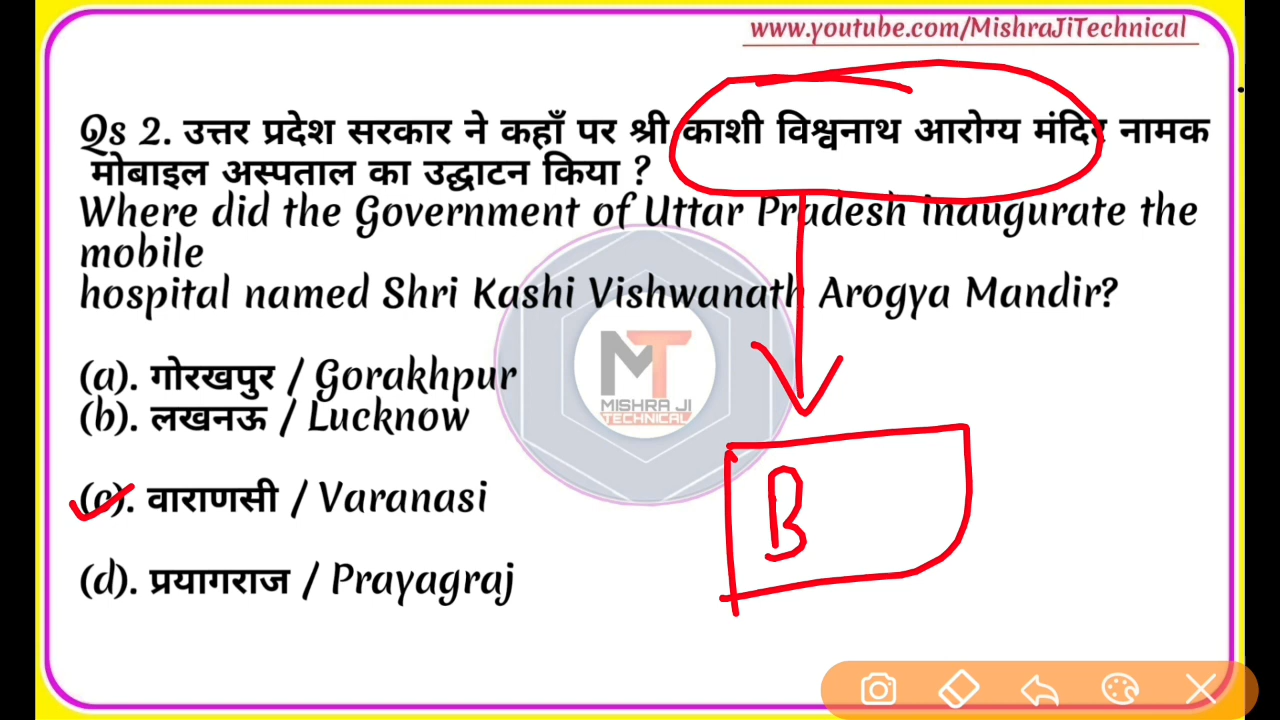 www.youtube.com/MishraJiTechnical
Qs 2. उत्तर प्रदेश सरकार ने कहाँ पर श्री काशी विश्वनाथ आरोग्य मंदिर नामक
मोबाइल अस्पताल का उद्घाटन किया ?
Where did the Government of Uttar Pradesh inaugurate the
mobile
hospital named Shri Kashi Vishwanath Arogya Mandir?
(a). गोरखपुर / Gorakhpur
(b). लखनऊ / Lucknow
MT
MISHRA JI
TECHNICAL
(c). वाराणसी / Varanasi
B
(d). प्रयागराज / Prayagraj